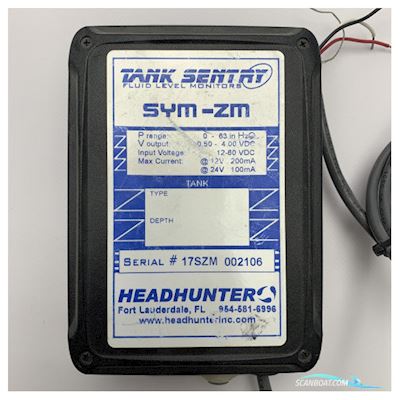 TANK SENTRY
FLUID LEVEL MONITORS
SYM-ZM
P range: 0 - 63 in H2O
V output: 0.50 - 4.00 VDC
Input Voltage: 12-60 VDC
Max Current: @ 12V 200mA
@ 24V 100mA
TANK
TYPE
DEPTH
SERIAL # 17SZM 002106
HEADHUNTER
Fort Lauderdale, FL 954-581-6996
www.headhunterinc.com
SCANBOAT.COM